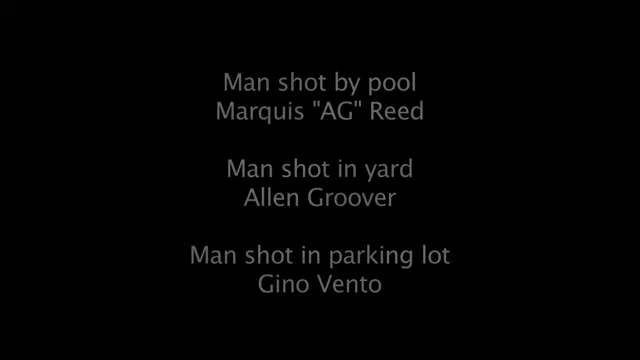 Man shot by pool
Marquis "AG" Reed
Man shot in yard
Allen Groover
Man shot in parking lot
Gino Vento